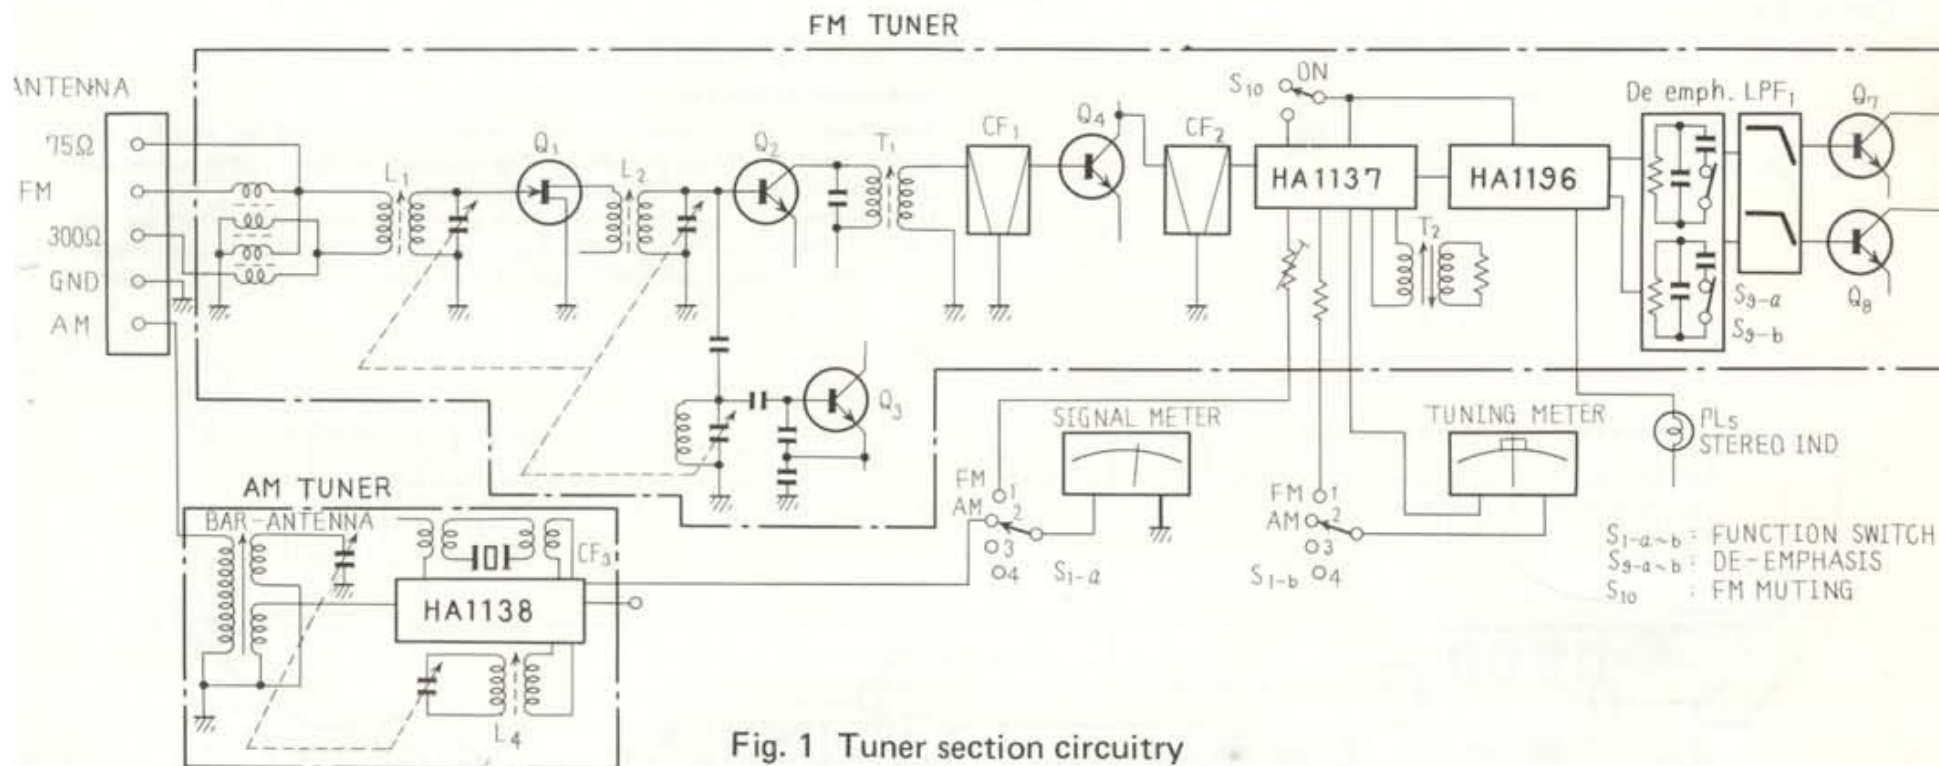 FM TUNER
ANTENNA
75Ω
FM
300Ω
GND
AM
L₁
Q₁
L₂
Q₂
T₁
CF₁
Q₄
CF₂
S₁₀
ON
HA1137
HA1196
T₂
De emph.
LPF₁
Q₇
Q₈
S₉₋ₐ
S₉₋b
Q₃
SIGNAL METER
TUNING METER
PLs
STEREO IND
FM
1
AM
2
3
4
S₁₋ₐ
FM
1
AM
2
3
4
S₁₋b
S₁₋ₐ~b : FUNCTION SWITCH
S₉₋ₐ~b : DE-EMPHASIS
S₁₀ : FM MUTING
AM TUNER
BAR-ANTENNA
CF₃
HA1138
L₄
Fig. 1 Tuner section circuitry